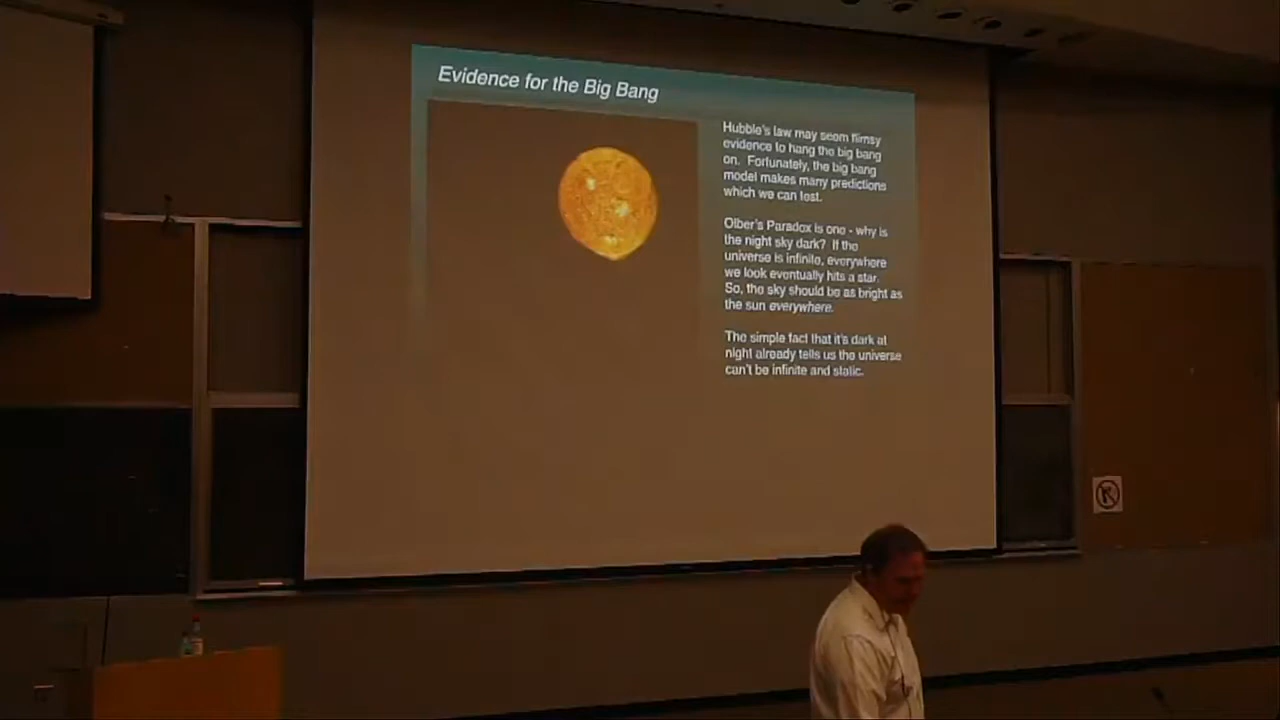 Evidence for the Big Bang
Hubble's law may seem flimsy
evidence to hang the big bang
on. Fortunately, the big bang
model makes many predictions
which we can test.
Olber's Paradox is one - why is
the night sky dark? If the
universe is infinite, everywhere
we look eventually hits a star.
So, the sky should be as bright as
the sun everywhere.
The simple fact that it's dark at
night already tells us the universe
can't be infinite and static.